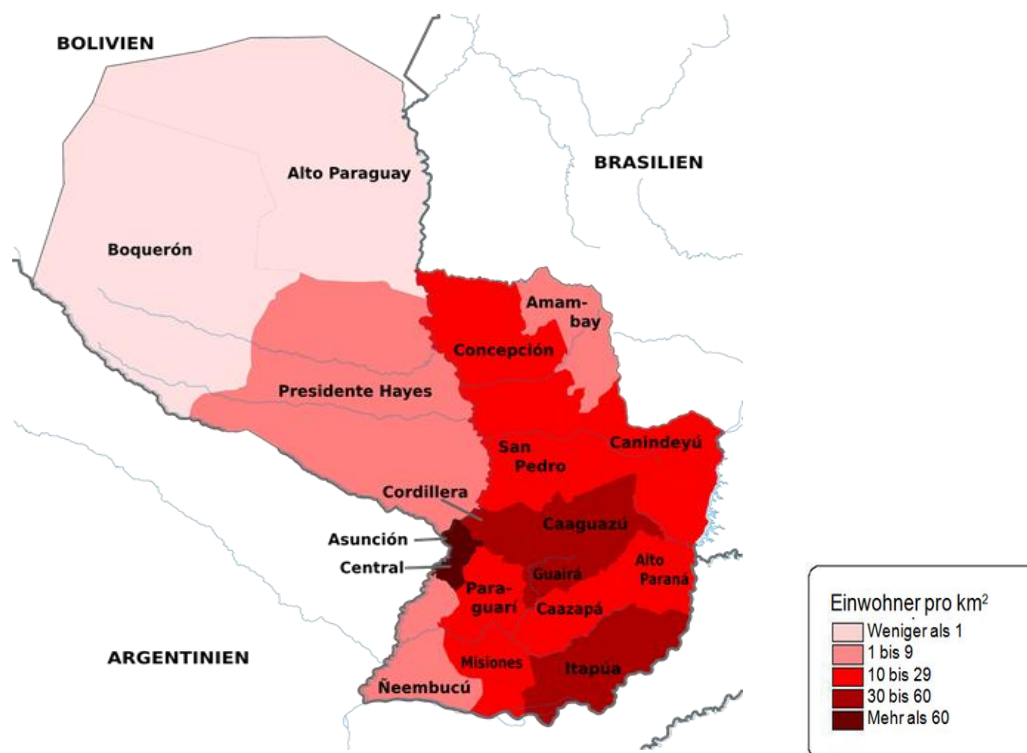 BOLIVIEN
BRASILIEN
Alto Paraguay
Boquerón
Amam-
bay
Concepción
Presidente Hayes
San
Pedro
Canindeyú
Cordillera
Caaguazú
Asunción
Central
Guairá
Alto
Paraná
Para-
guarí
Caazapá
ARGENTINIEN
Misiones
Itapúa
Ñeembucú
Einwohner pro km²
Weniger als 1
1 bis 9
10 bis 29
30 bis 60
Mehr als 60